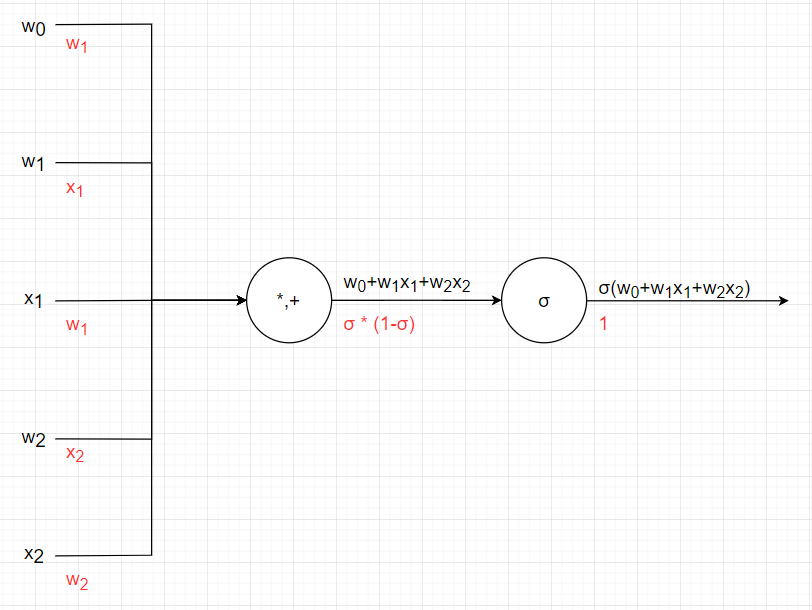 w0
w1
w1
x1
x1
w1
w2
x2
x2
w2
*,+
w0+w1x1+w2x2
σ * (1-σ)
σ
σ(w0+w1x1+w2x2)
1